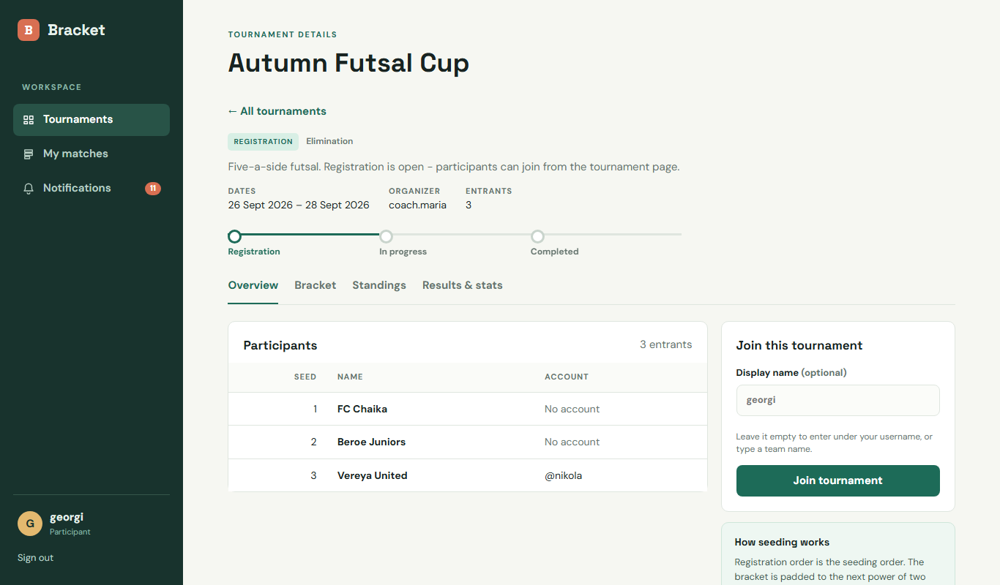 B Bracket
WORKSPACE
Tournaments
My matches
Notifications 11
G
georgi
Participant
Sign out
TOURNAMENT DETAILS
Autumn Futsal Cup
← All tournaments
REGISTRATION Elimination
Five-a-side futsal. Registration is open - participants can join from the tournament page.
DATES ORGANIZER ENTRANTS
26 Sept 2026 – 28 Sept 2026 coach.maria 3
Registration In progress Completed
Overview Bracket Standings Results & stats
Participants 3 entrants
SEED NAME ACCOUNT
1 FC Chaika No account
2 Beroe Juniors No account
3 Vereya United @nikola
Join this tournament
Display name (optional)
georgi
Leave it empty to enter under your username, or
type a team name.
Join tournament
How seeding works
Registration order is the seeding order. The
bracket is padded to the next power of two